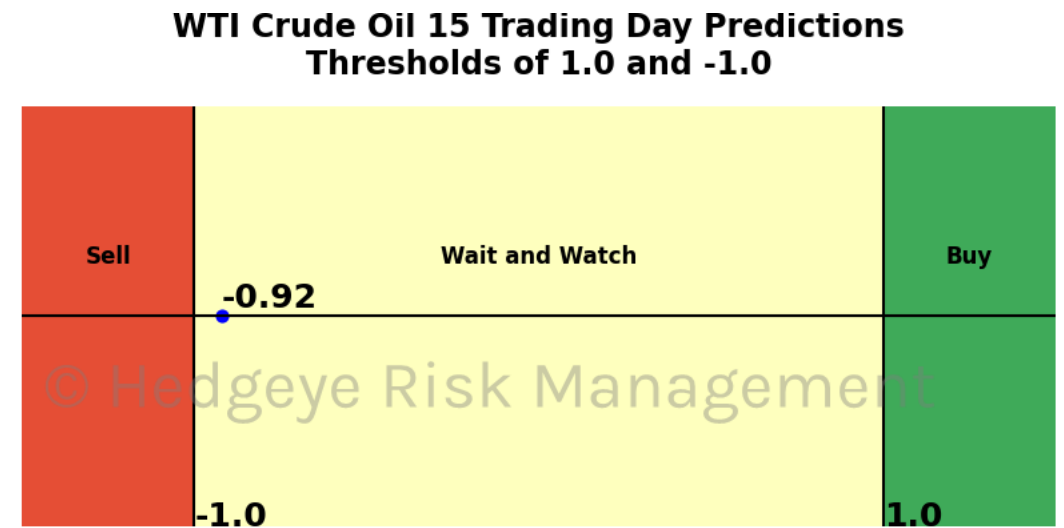 WTI Crude Oil 15 Trading Day Predictions
Thresholds of 1.0 and -1.0
Sell
Wait and Watch
Buy
-0.92
© Hedgeye Risk Management
-1.0
1.0